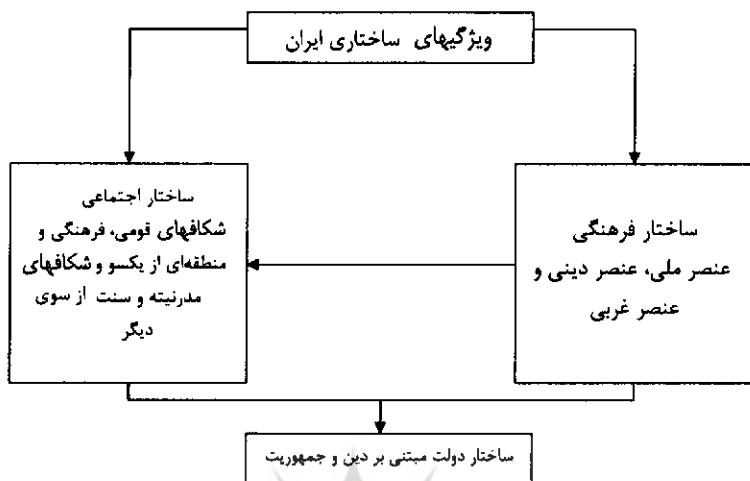 ویژگیهای ساختاری ایران
ساختار فرهنگی
عنصر ملی، عنصر دینی و
عنصر غربی
ساختار اجتماعی
شکافهای قومی، فرهنگی و
منطقه‌ای از یکسو و شکافهای
مدرنیته و سنت از سوی
دیگر
ساختار دولت مبتنی بر دین و جمهوریت